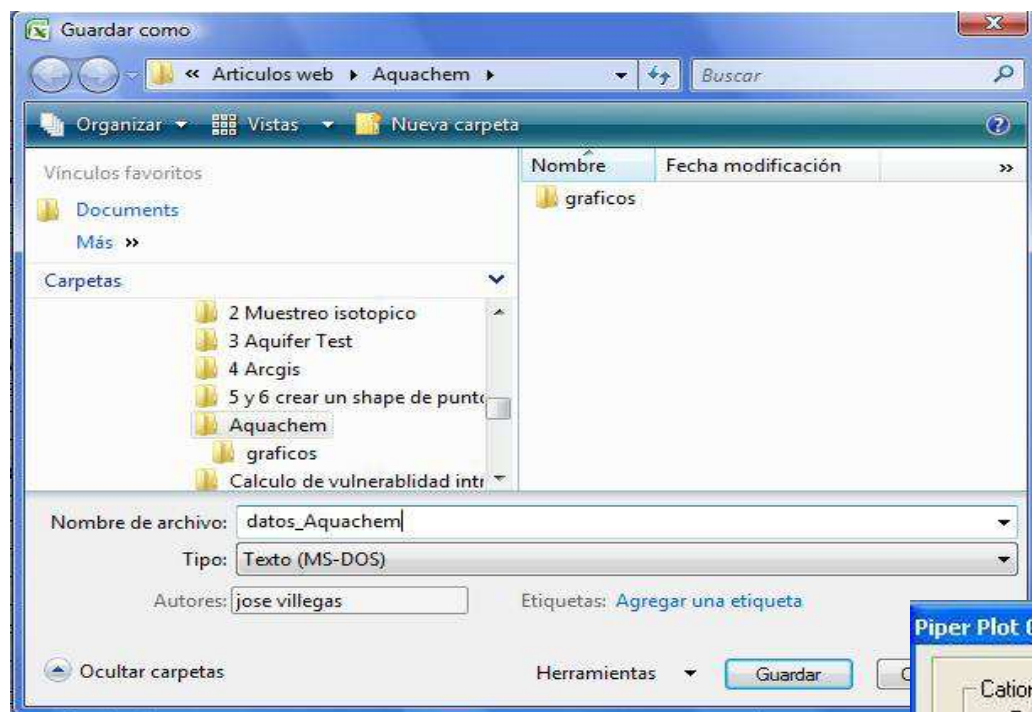 Guardar como
« Articulos web Aquachem
Buscar
Organizar Vistas Nueva carpeta
Vínculos favoritos
Documents
Más »
Nombre Fecha modificación »
graficos
Carpetas
2 Muestreo isotopico
3 Aquifer Test
4 Arcgis
5 y 6 crear un shape de punto
Aquachem
graficos
Calculo de vulnerablidad intr
Nombre de archivo: datos_Aquachem
Tipo: Texto (MS-DOS)
Autores: jose villegas Etiquetas: Agregar una etiqueta
Ocultar carpetas Herramientas Guardar C
Piper Plot
Cation